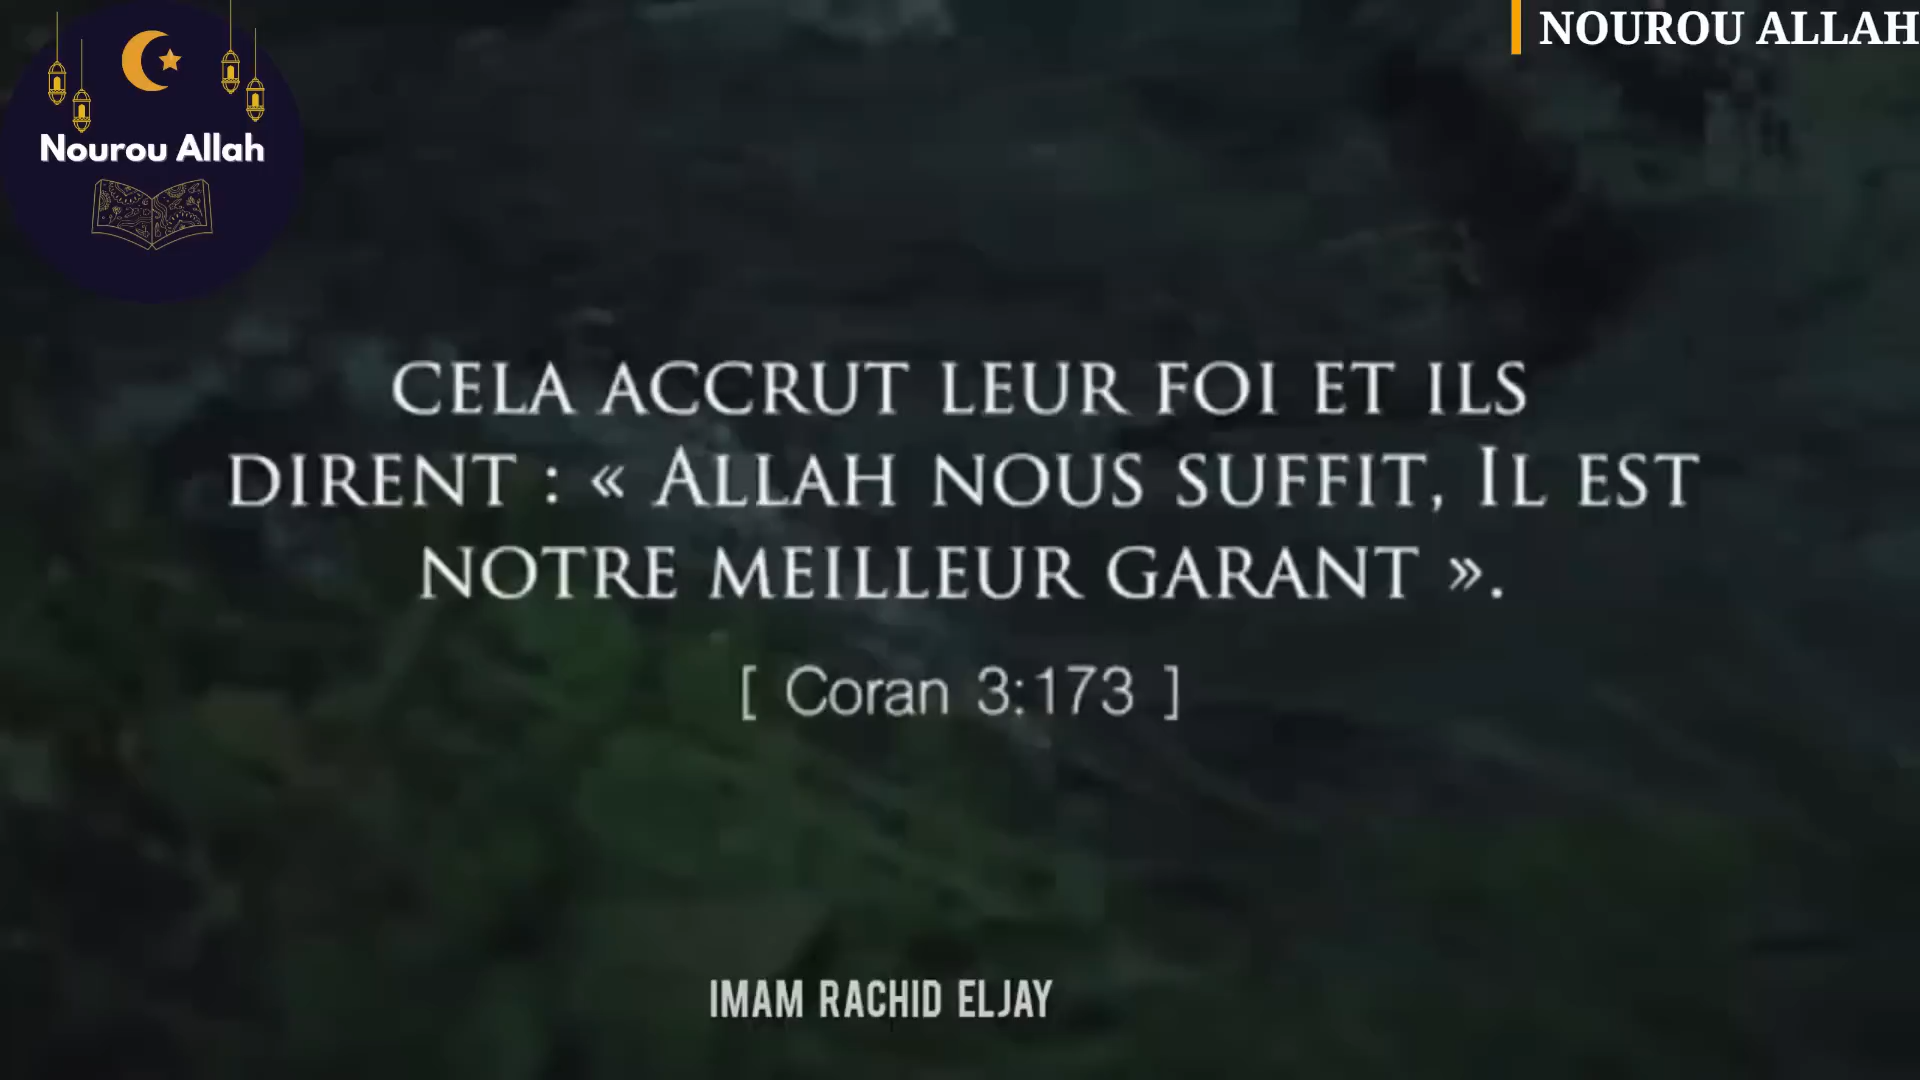 NOUROU ALLAH
Nourou Allah
CELA ACCRUT LEUR FOI ET ILS
DIRENT : « ALLAH NOUS SUFFIT, IL EST
NOTRE MEILLEUR GARANT ».
[ Coran 3:173 ]
IMAM RACHID ELJAY